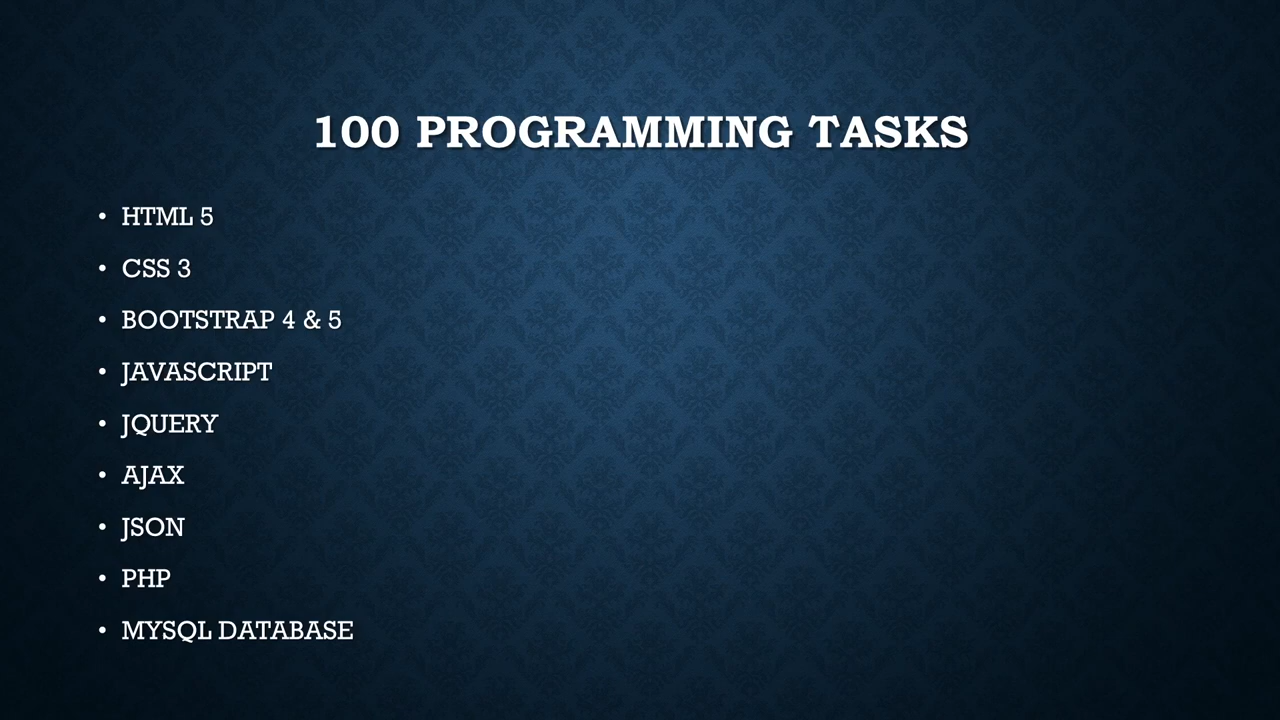 100 PROGRAMMING TASKS
• HTML 5
• CSS 3
• BOOTSTRAP 4 & 5
• JAVASCRIPT
• JQUERY
• AJAX
• JSON
• PHP
• MYSQL DATABASE